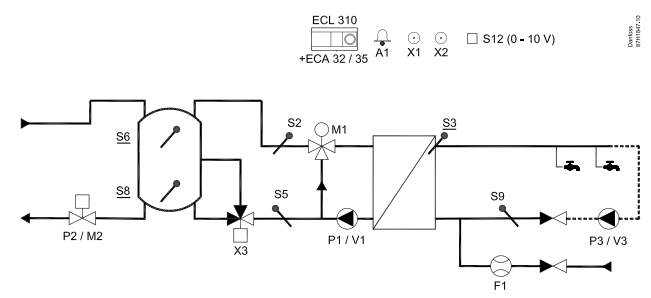 ECL 310
+ECA 32 / 35
A1
X1
X2
S12 (0 - 10 V)
Danfoss
87H1847.10
S6
S2
M1
S3
S8
S5
S9
P2 / M2
X3
P1 / V1
P3 / V3
F1